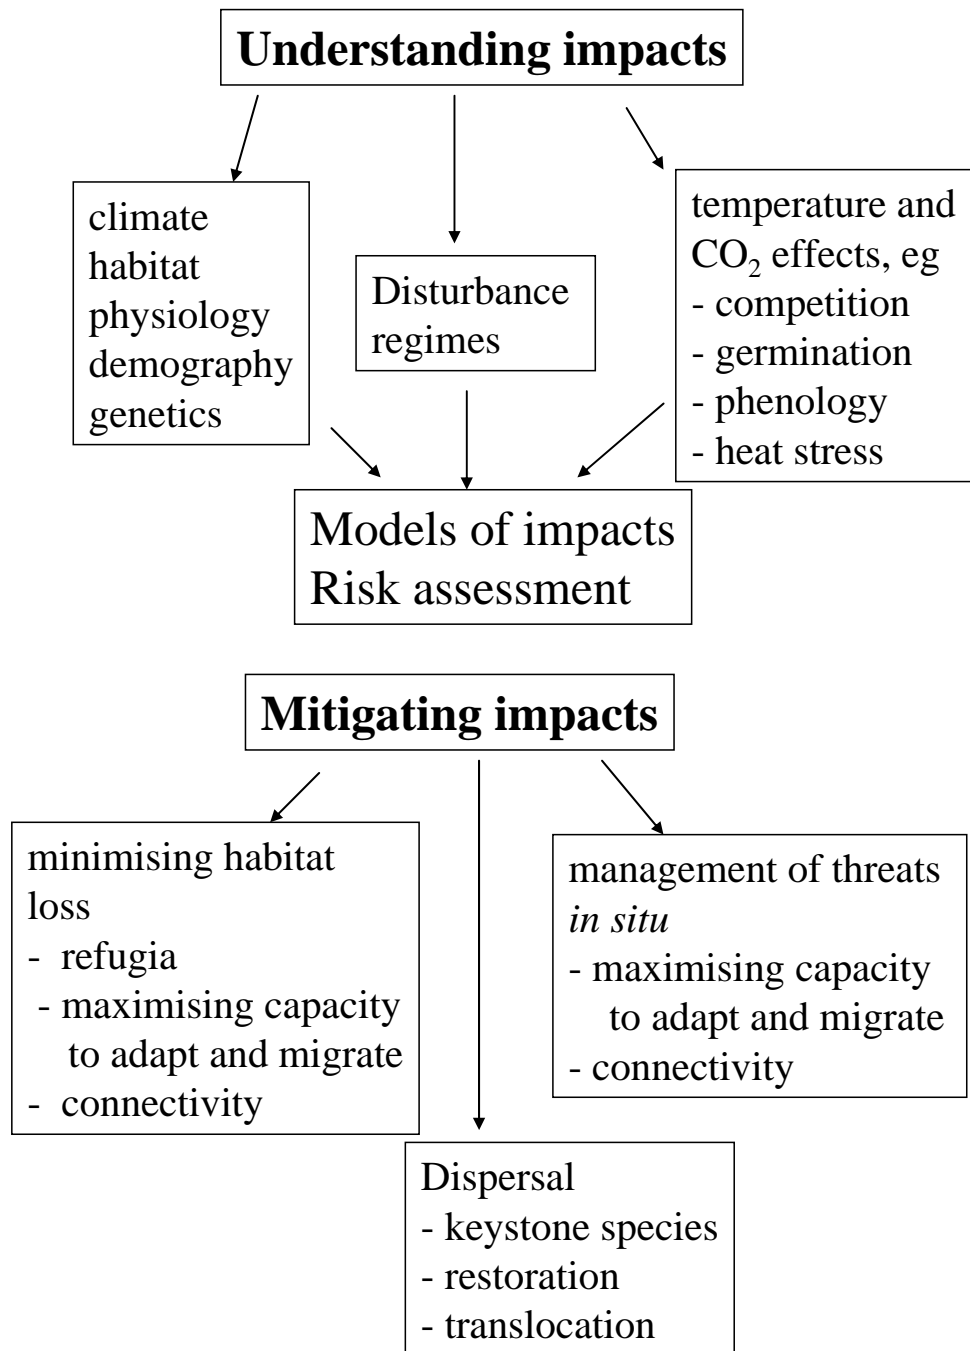 Understanding impacts
climate
habitat
physiology
demography
genetics
Disturbance
regimes
temperature and
CO₂ effects, eg
- competition
- germination
- phenology
- heat stress
Models of impacts
Risk assessment
Mitigating impacts
minimising habitat
loss
- refugia
- maximising capacity
to adapt and migrate
- connectivity
management of threats
in situ
- maximising capacity
to adapt and migrate
- connectivity
Dispersal
- keystone species
- restoration
- translocation